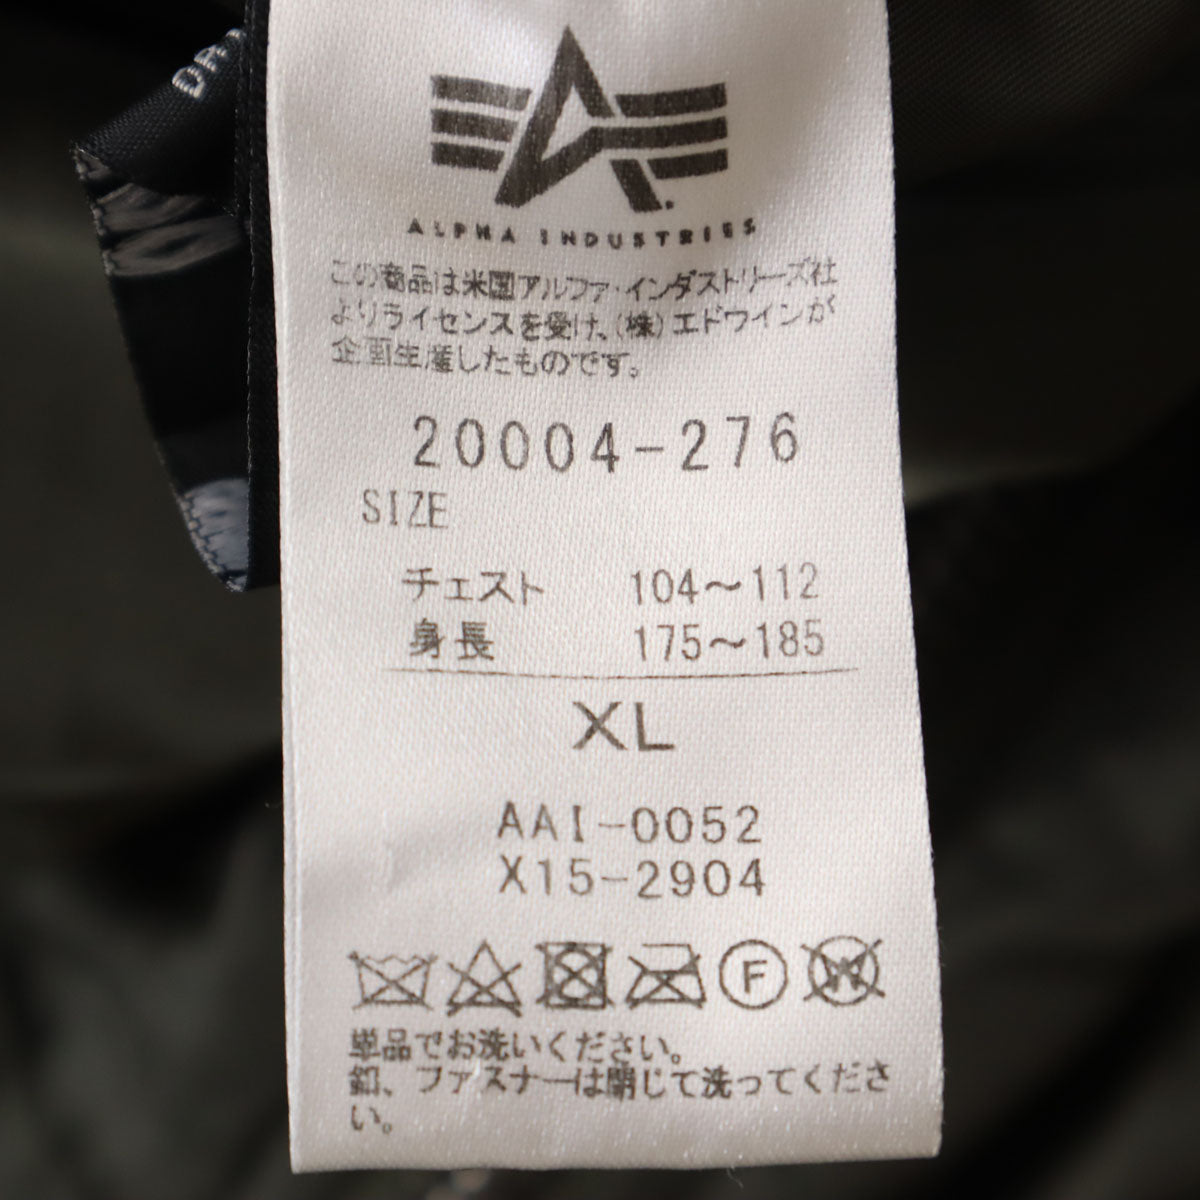 DRY
ALPHA INDUSTRIES
この商品は米国アルファ・インダストリーズ社
よりライセンスを受け、(株)エドウインが
企画生産したものです。
20004-276
SIZE
チェスト 104〜112
身長 175〜185
XL
AAI-0052
X15-2904
F W
単品でお洗いください。
釦、ファスナーは閉じて洗ってくださ
い。